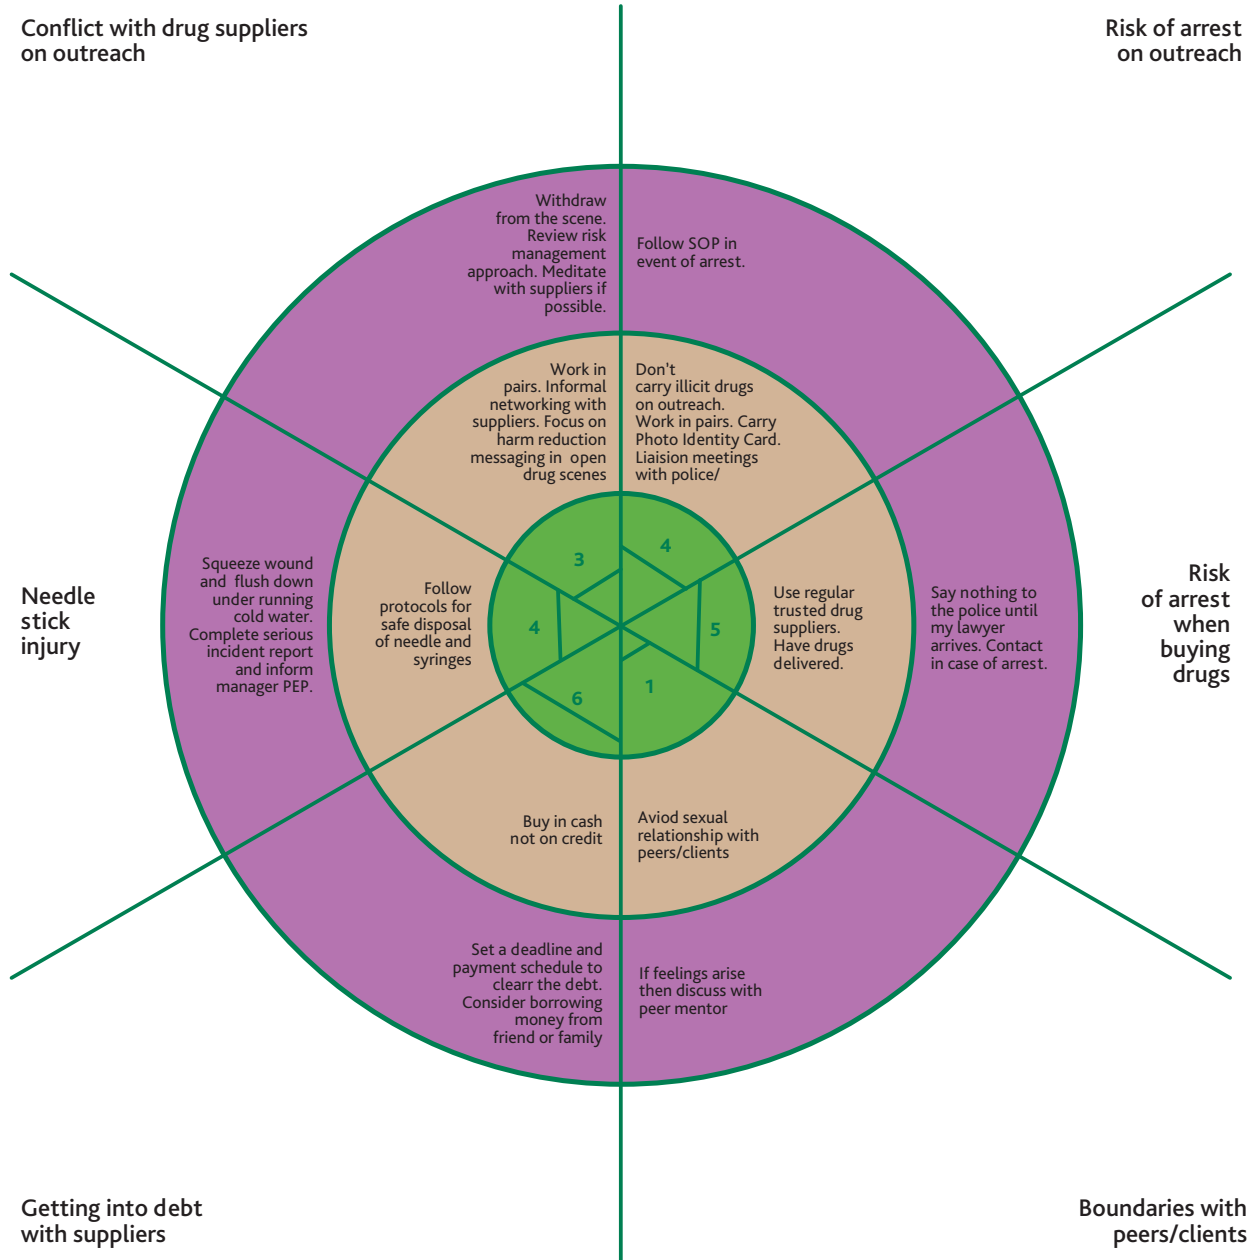 Conflict with drug suppliers
on outreach
Risk of arrest
on outreach
Withdraw
from the scene.
Review risk
management
approach. Meditate
with suppliers if
possible.
Follow SOP in
event of arrest.
Work in
pairs. Informal
networking with
suppliers. Focus on
harm reduction
messaging in open
drug scenes
Don't
carry illicit drugs
on outreach.
Work in pairs. Carry
Photo Identity Card.
Liaision meetings
with police/
3
4
Needle
stick
injury
Squeeze wound
and flush down
under running
cold water.
Complete serious
incident report
and inform
manager PEP.
Follow
protocols for
safe disposal
of needle and
syringes
4
5
Use regular
trusted drug
suppliers.
Have drugs
delivered.
Say nothing to
the police until
my lawyer
arrives. Contact
in case of arrest.
Risk
of arrest
when
buying
drugs
6
1
Buy in cash
not on credit
Aviod sexual
relationship with
peers/clients
Set a deadline and
payment schedule to
clearr the debt.
Consider borrowing
money from
friend or family
If feelings arise
then discuss with
peer mentor
Getting into debt
with suppliers
Boundaries with
peers/clients